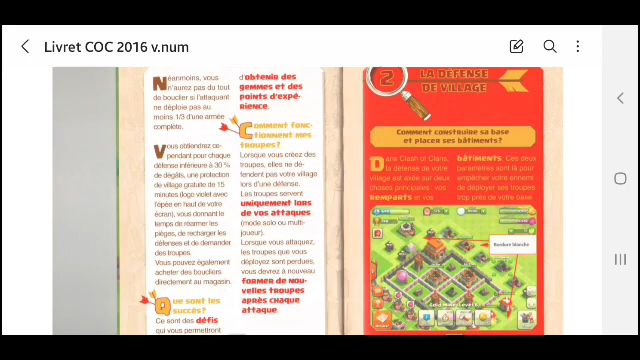 Livret COC 2016 v.num
Néanmoins, vous
n'aurez pas du tout
de bouclier si l'attaquant
ne déploie pas au
moins 1/3 d'une armée
complète.
Vous obtiendrez ce-
pendant pour chaque
défense inférieure à 30 %
de dégâts, une protection
de village gratuite de 15
minutes (logo violet avec
l'épée en haut de votre
écran), vous donnant le
temps de réarmer les
pièges, de recharger les
défenses et de demander
des troupes.
Vous pouvez également
acheter des boucliers
directement au magasin.
Que sont les
succès?
Ce sont des défis
qui vous permettront
d'obtenir des
gemmes et des
points d'expé-
rience.
Comment fonc-
tionnent mes
troupes?
Lorsque vous créez des
troupes, elles ne dé-
fendent pas votre village
lors d'une défense.
Les troupes servent
uniquement lors
de vos attaques
(mode solo ou multi-
joueur).
Lorsque vous attaquez,
les troupes que vous
déployez sont perdues,
vous devrez à nouveau
former de nou-
velles troupes
après chaque
attaque.
2
La défense
de village
Comment construire sa base
et placer ses bâtiments?
Dans Clash of Clans,
la défense de votre
village est axée sur deux
choses principales: vos
remparts et vos
bâtiments. Ces deux
paramètres sont là pour
empêcher votre ennemi
de déployer ses troupes
trop près de votre base.
Bordure blanche